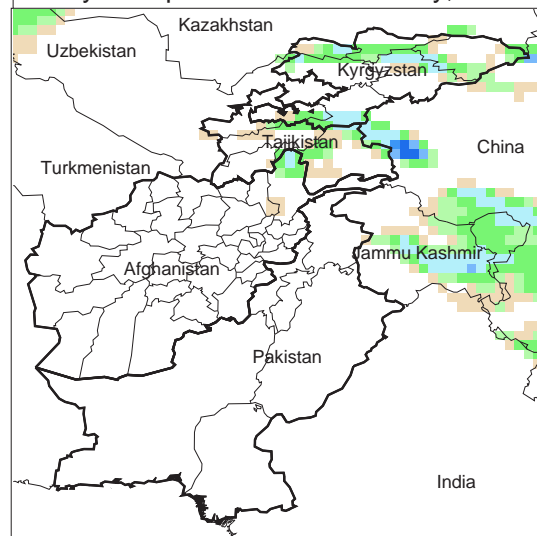 Kazakhstan
Uzbekistan
Kyrgyzstan
Tajikistan
China
Turkmenistan
Jammu Kashmir
Afghanistan
Pakistan
India